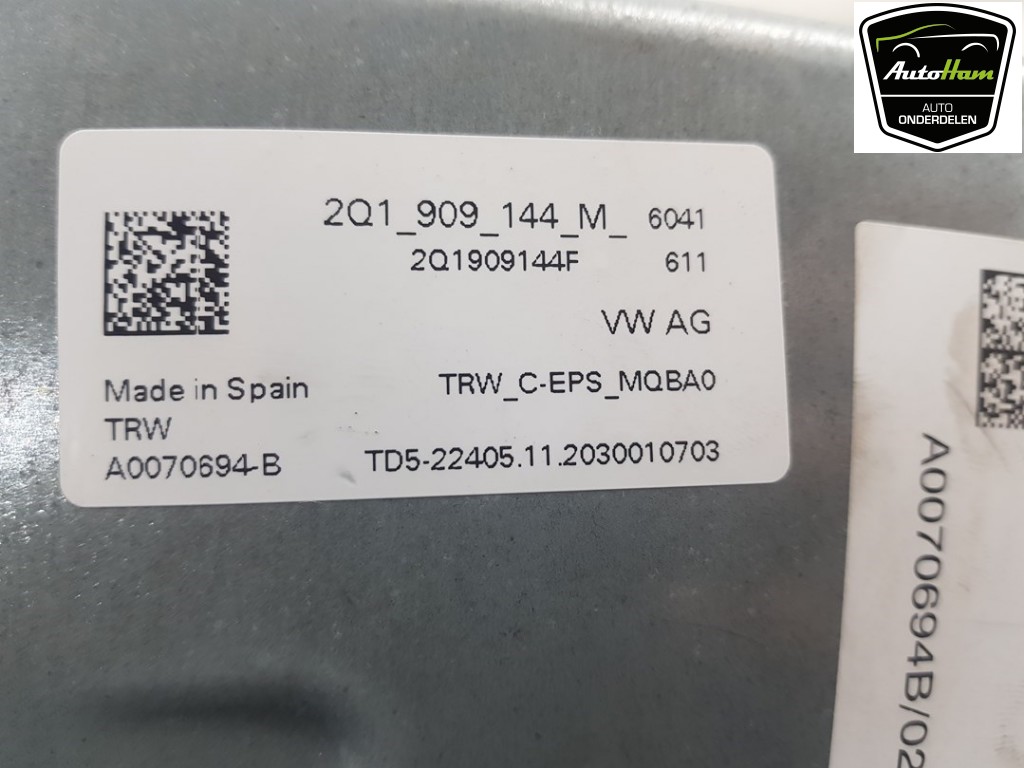 AutoHam
AUTO
ONDERDELEN
2Q1_909_144_M_ 6041
2Q1909144F 611
VW AG
Made in Spain TRW_C-EPS_MQBA0
TRW
A0070694-B TD5-22405.11.2030010703
A0070694B/02